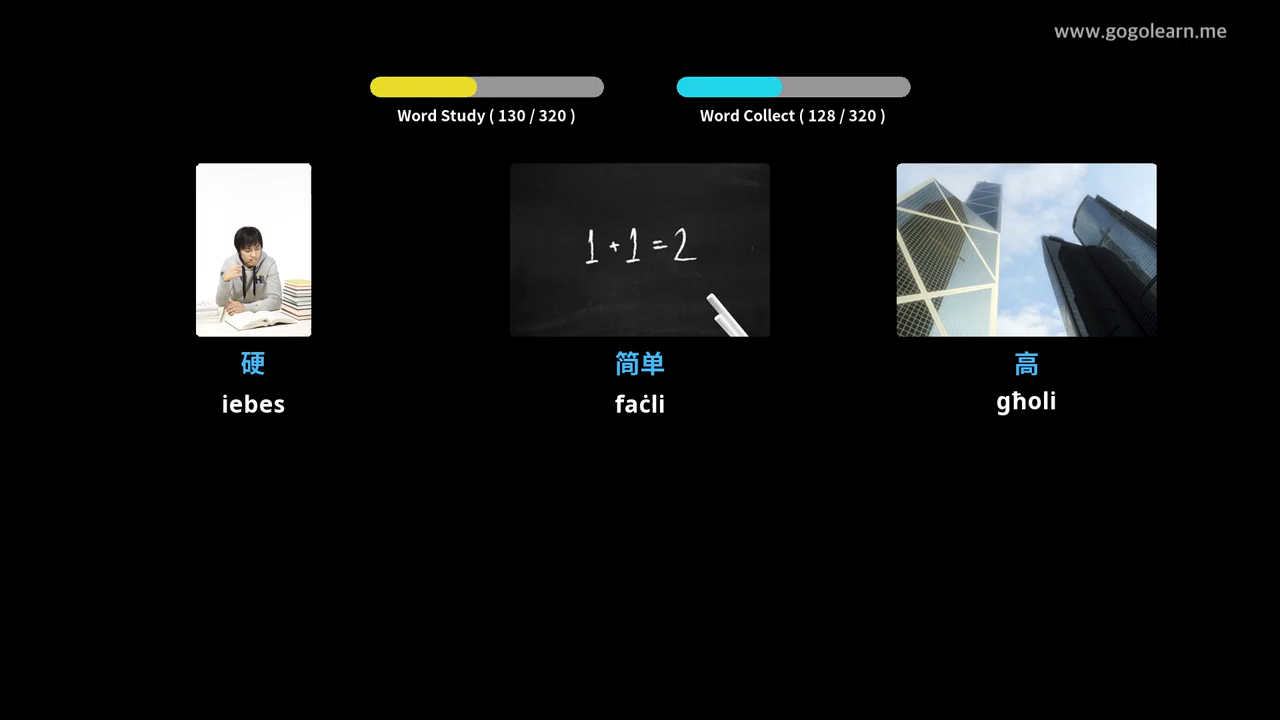 www.gogolearn.me
Word Study ( 130 / 320 )
Word Collect ( 128 / 320 )
1+1=2
硬
简单
高
iebes
faċli
għoli